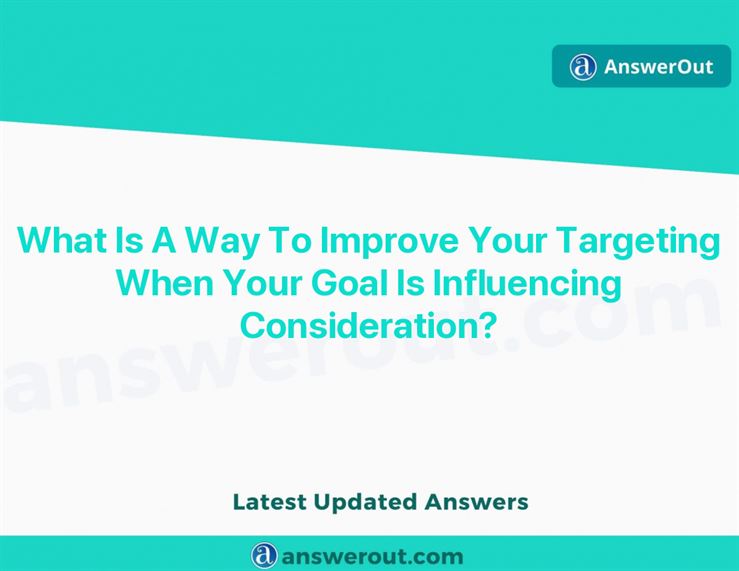 AnswerOut
What Is A Way To Improve Your Targeting
When Your Goal Is Influencing
Consideration?
answerout.com
Latest Updated Answers
answerout.com